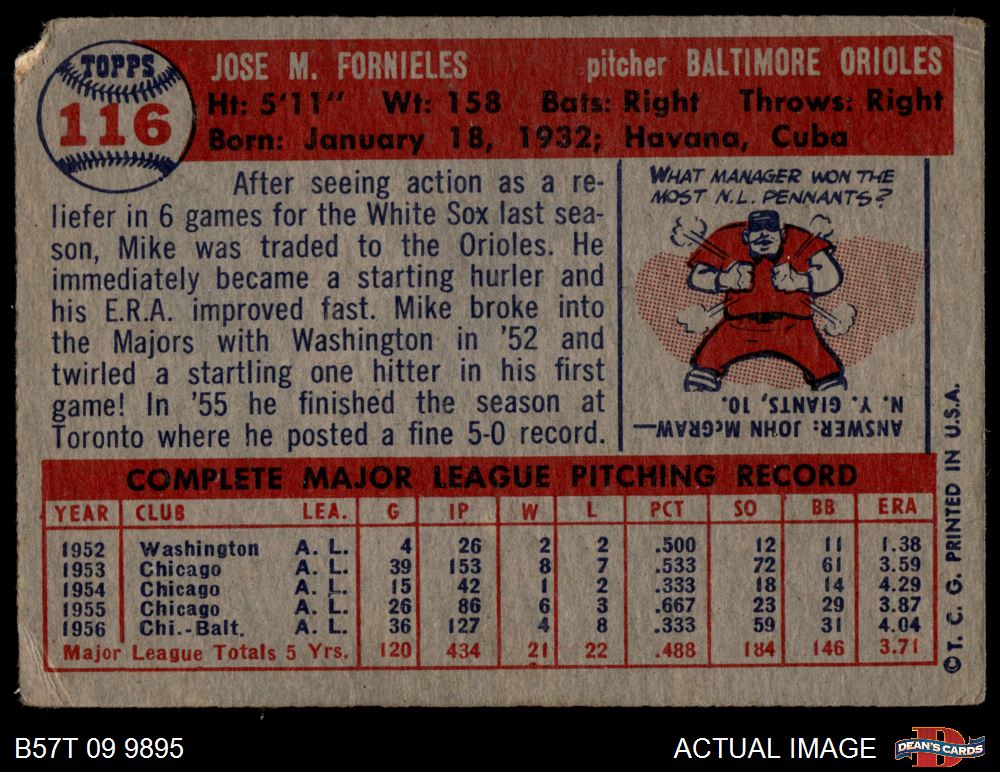 TOPPS
116
JOSE M. FORNIELES pitcher BALTIMORE ORIOLES
Ht: 5'11" Wt: 158 Bats: Right Throws: Right
Born: January 18, 1932; Havana, Cuba
After seeing action as a re-
liefer in 6 games for the White Sox last sea-
son, Mike was traded to the Orioles. He
immediately became a starting hurler and
his E.R.A. improved fast. Mike broke into
the Majors with Washington in '52 and
twirled a startling one hitter in his first
game! In '55 he finished the season at
Toronto where he posted a fine 5-0 record.
WHAT MANAGER WON THE
MOST N.L. PENNANTS?
ANSWER: JOHN McGRAW—
N. Y. GIANTS, 10.
COMPLETE MAJOR LEAGUE PITCHING RECORD
YEAR CLUB LEA. G IP W L PCT SO BB ERA
1952 Washington A. L. 4 26 2 2 .500 12 11 1.38
1953 Chicago A. L. 39 153 8 7 .533 72 61 3.59
1954 Chicago A. L. 15 42 1 2 .333 18 14 4.29
1955 Chicago A. L. 26 86 6 3 .667 23 29 3.87
1956 Chi.-Balt. A. L. 36 127 4 8 .333 59 31 4.04
Major League Totals 5 Yrs. 120 434 21 22 .488 184 146 3.71
© T. C. G. PRINTED IN U.S.A.
B57T 09 9895
ACTUAL IMAGE
DEAN'S CARDS